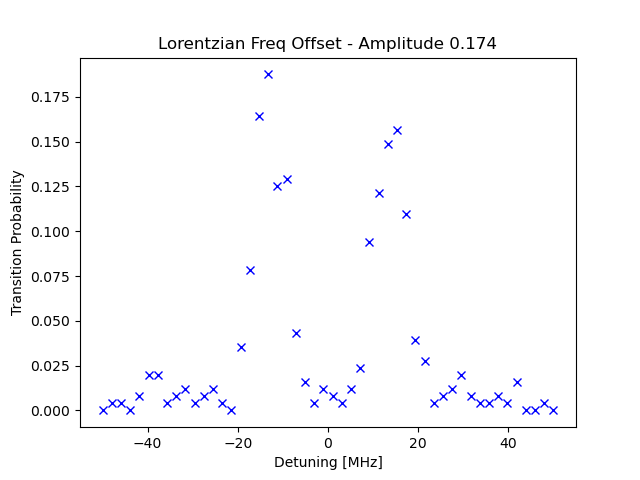 Lorentzian Freq Offset - Amplitude 0.174
Transition Probability
0.175
0.150
0.125
0.100
0.075
0.050
0.025
0.000
−40 −20 0 20 40
Detuning [MHz]